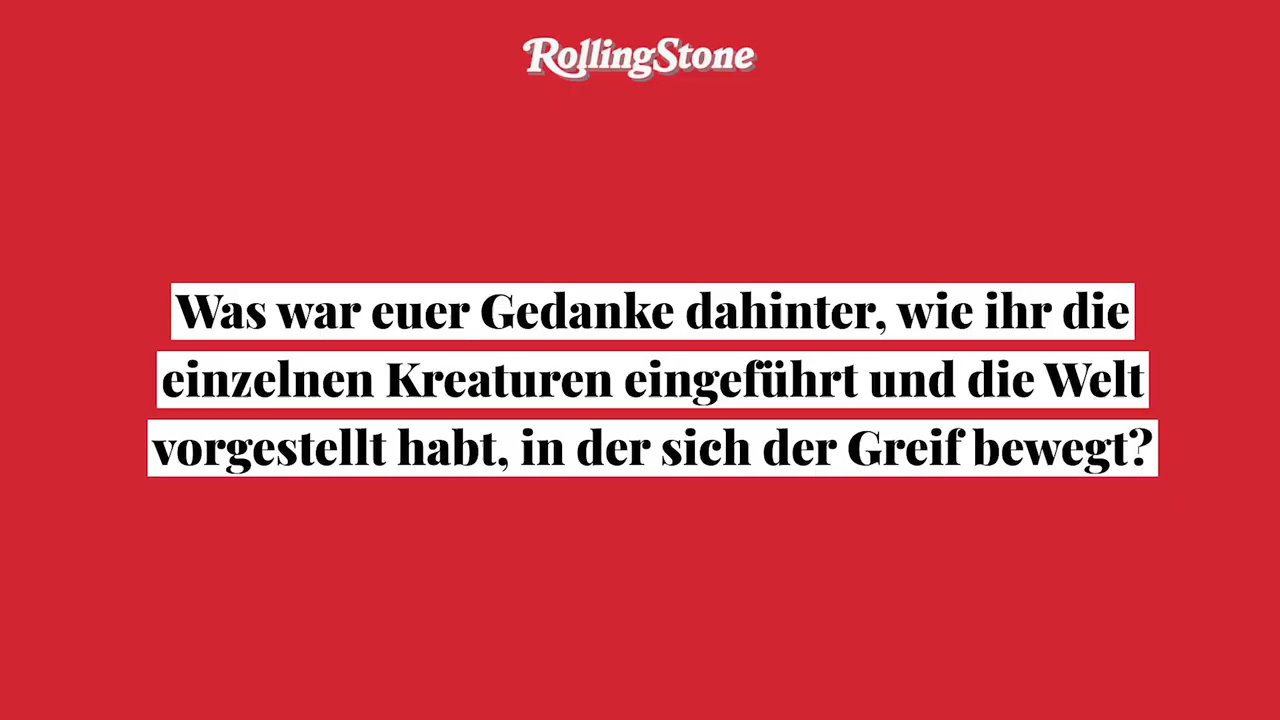 RollingStone
Was war euer Gedanke dahinter, wie ihr die
einzelnen Kreaturen eingeführt und die Welt
vorgestellt habt, in der sich der Greif bewegt?